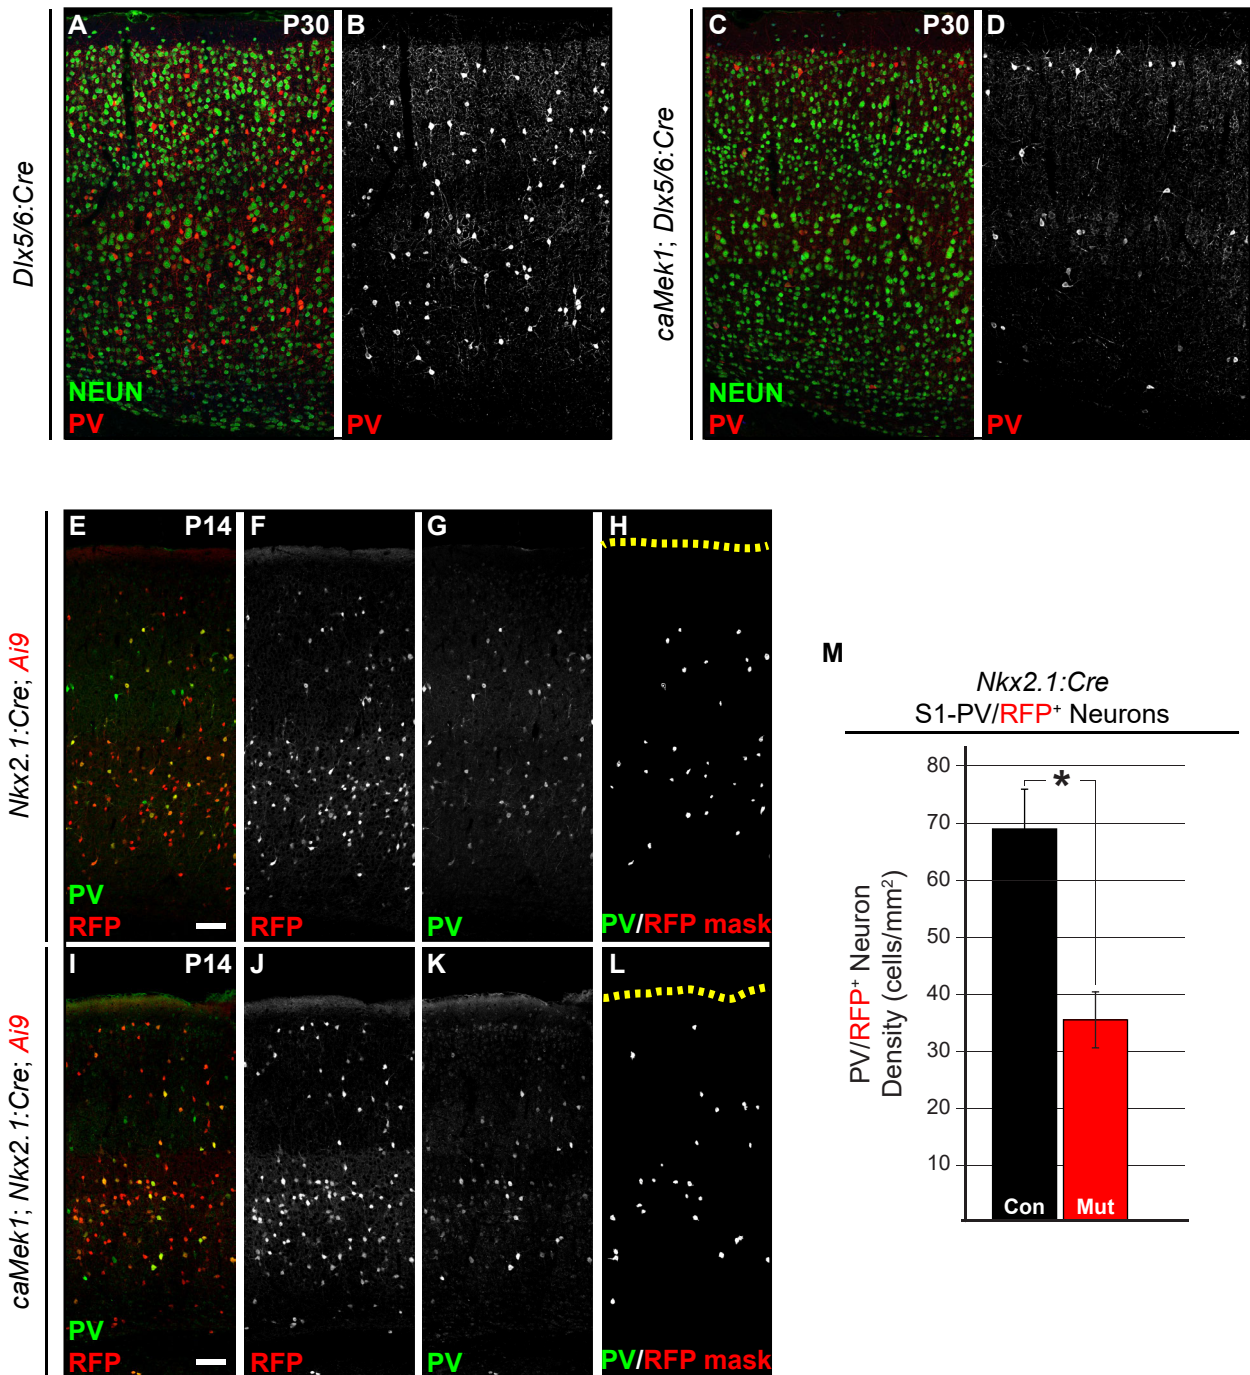 A P30 B
C P30 D
Dlx5/6:Cre
caMek1; Dlx5/6:Cre
NEUN
PV
PV
NEUN
PV
PV
E P14 F G H
Nkx2.1:Cre; Ai9
PV
RFP
RFP
PV
PV/RFP mask
I P14 J K L
caMek1; Nkx2.1:Cre; Ai9
PV
RFP
RFP
PV
PV/RFP mask
M
Nkx2.1:Cre
S1-PV/RFP⁺ Neurons
PV/RFP⁺ Neuron
Density (cells/mm²)
80
70
60
50
40
30
20
10
*
Con
Mut